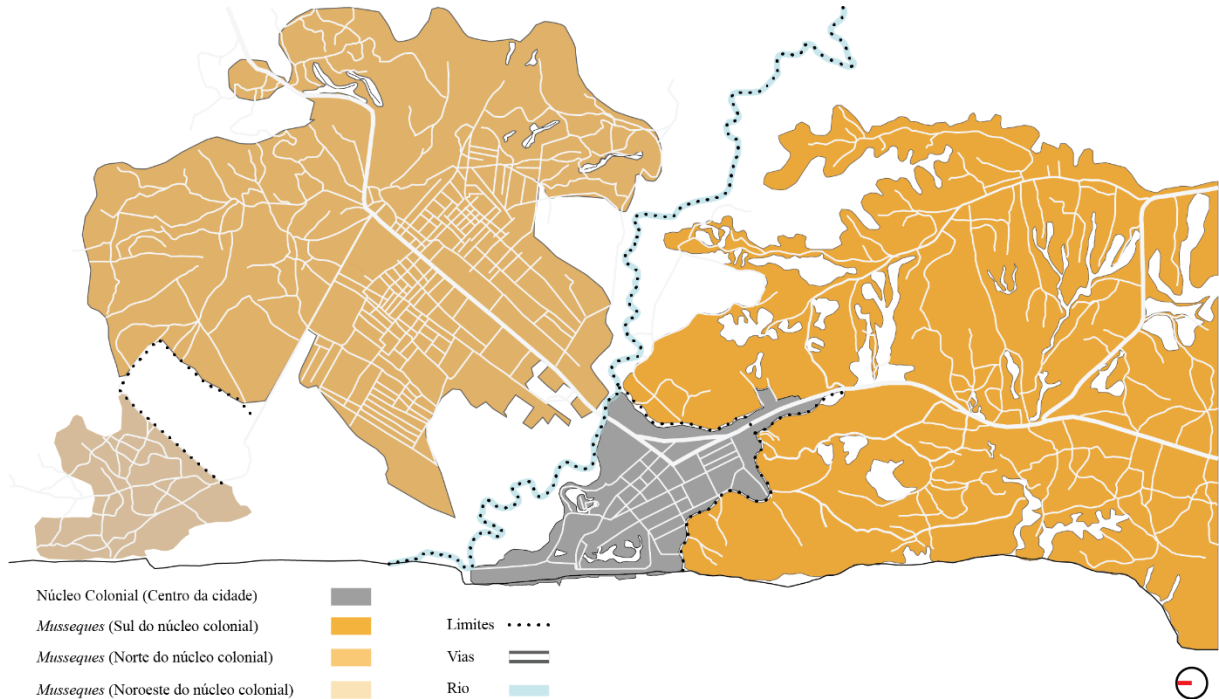 Núcleo Colonial (Centro da cidade)
Musseques (Sul do núcleo colonial)
Musseques (Norte do núcleo colonial)
Musseques (Noroeste do núcleo colonial)
Limites
Vias
Rio